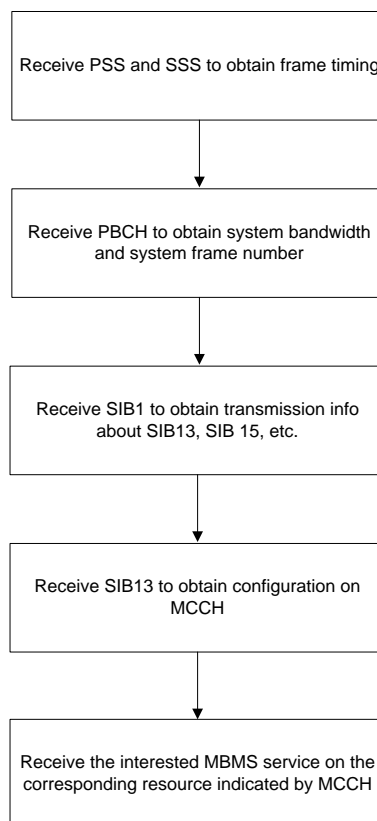 Receive PSS and SSS to obtain frame timing
Receive PBCH to obtain system bandwidth
and system frame number
Receive SIB1 to obtain transmission info
about SIB13, SIB 15, etc.
Receive SIB13 to obtain configuration on
MCCH
Receive the interested MBMS service on the
corresponding resource indicated by MCCH